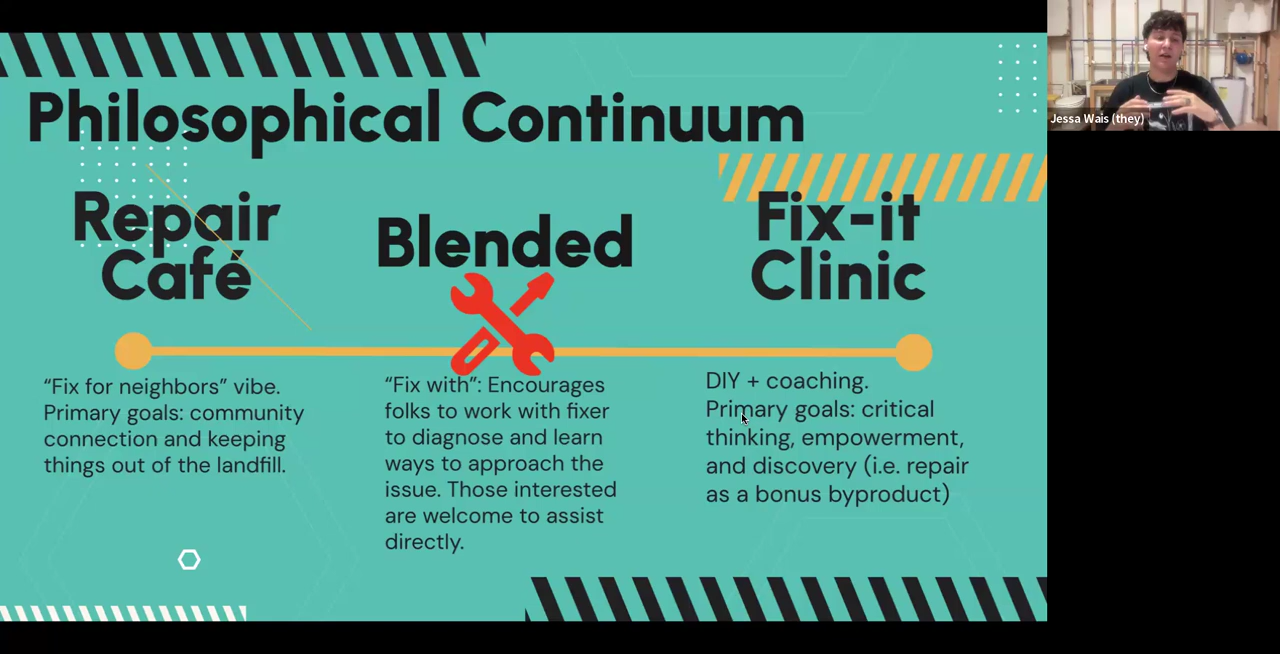 Philosophical Continuum
Repair
Café
"Fix for neighbors" vibe.
Primary goals: community
connection and keeping
things out of the landfill.
Blended
"Fix with": Encourages
folks to work with fixer
to diagnose and learn
ways to approach the
issue. Those interested
are welcome to assist
directly.
Fix-it
Clinic
DIY + coaching.
Primary goals: critical
thinking, empowerment,
and discovery (i.e. repair
as a bonus byproduct)
Jessa Wais (they)